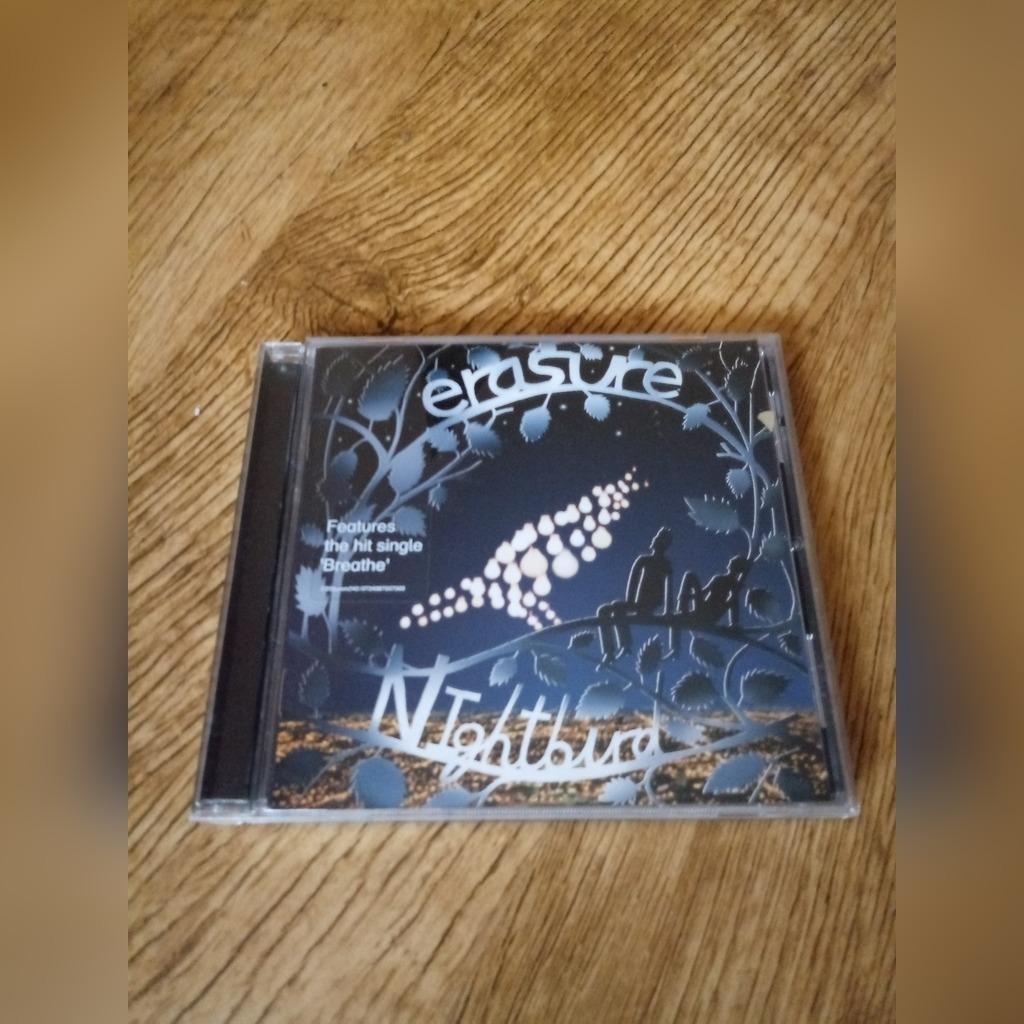 erasure
Features
the hit single
'Breathe'
Nightbird